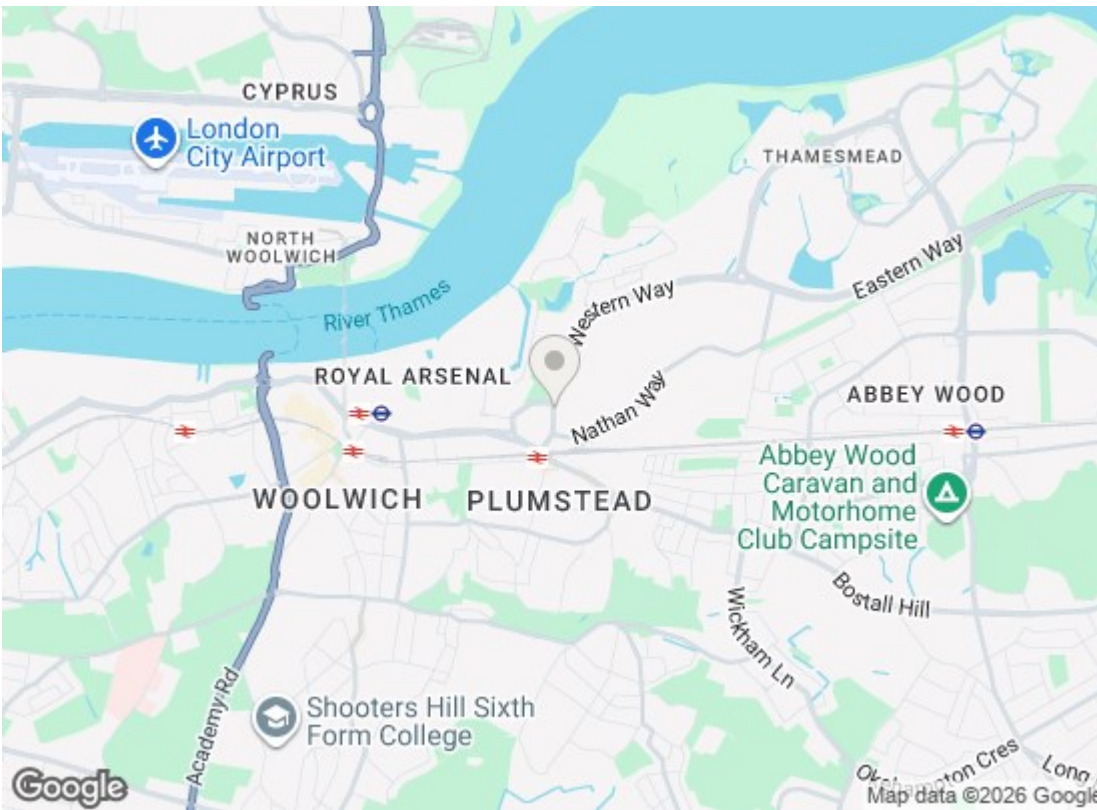 CYPRUS
London
City Airport
THAMESMEAD
NORTH
WOOLWICH
Eastern Way
River Thames
Western Way
ROYAL ARSENAL
Nathan Way
ABBEY WOOD
WOOLWICH
PLUMSTEAD
Abbey Wood
Caravan and
Motorhome
Club Campsite
Bostall Hill
Wickham Ln
Academy Rd
Shooters Hill Sixth
Form College
Cres
Long
Google
Map data ©2026 Google